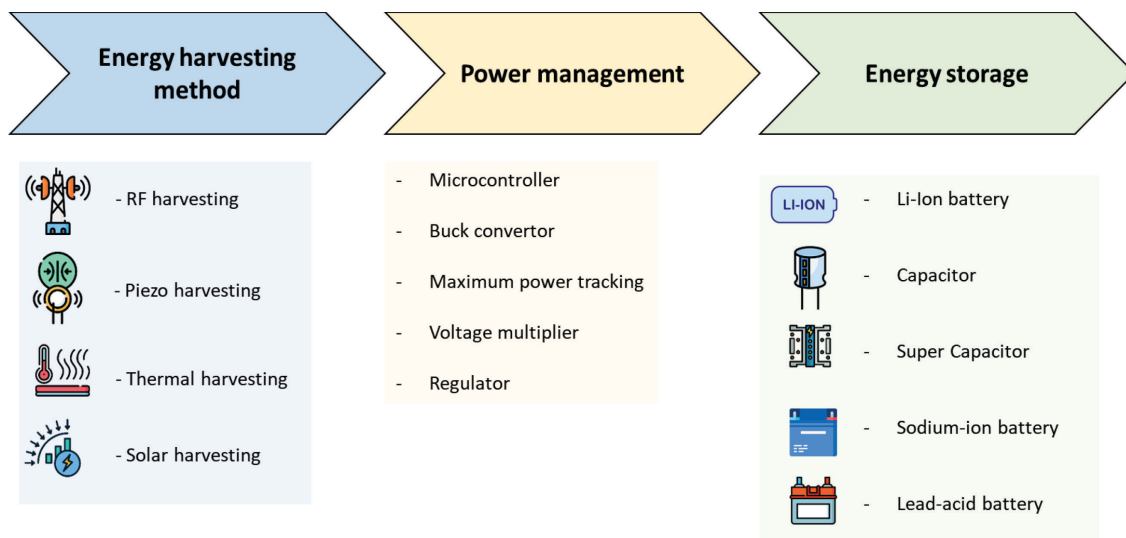 Energy harvesting
method
Power management
Energy storage
- RF harvesting
- Piezo harvesting
- Thermal harvesting
- Solar harvesting
- Microcontroller
- Buck convertor
- Maximum power tracking
- Voltage multiplier
- Regulator
LI-ION - Li-Ion battery
- Capacitor
- Super Capacitor
- Sodium-ion battery
- Lead-acid battery